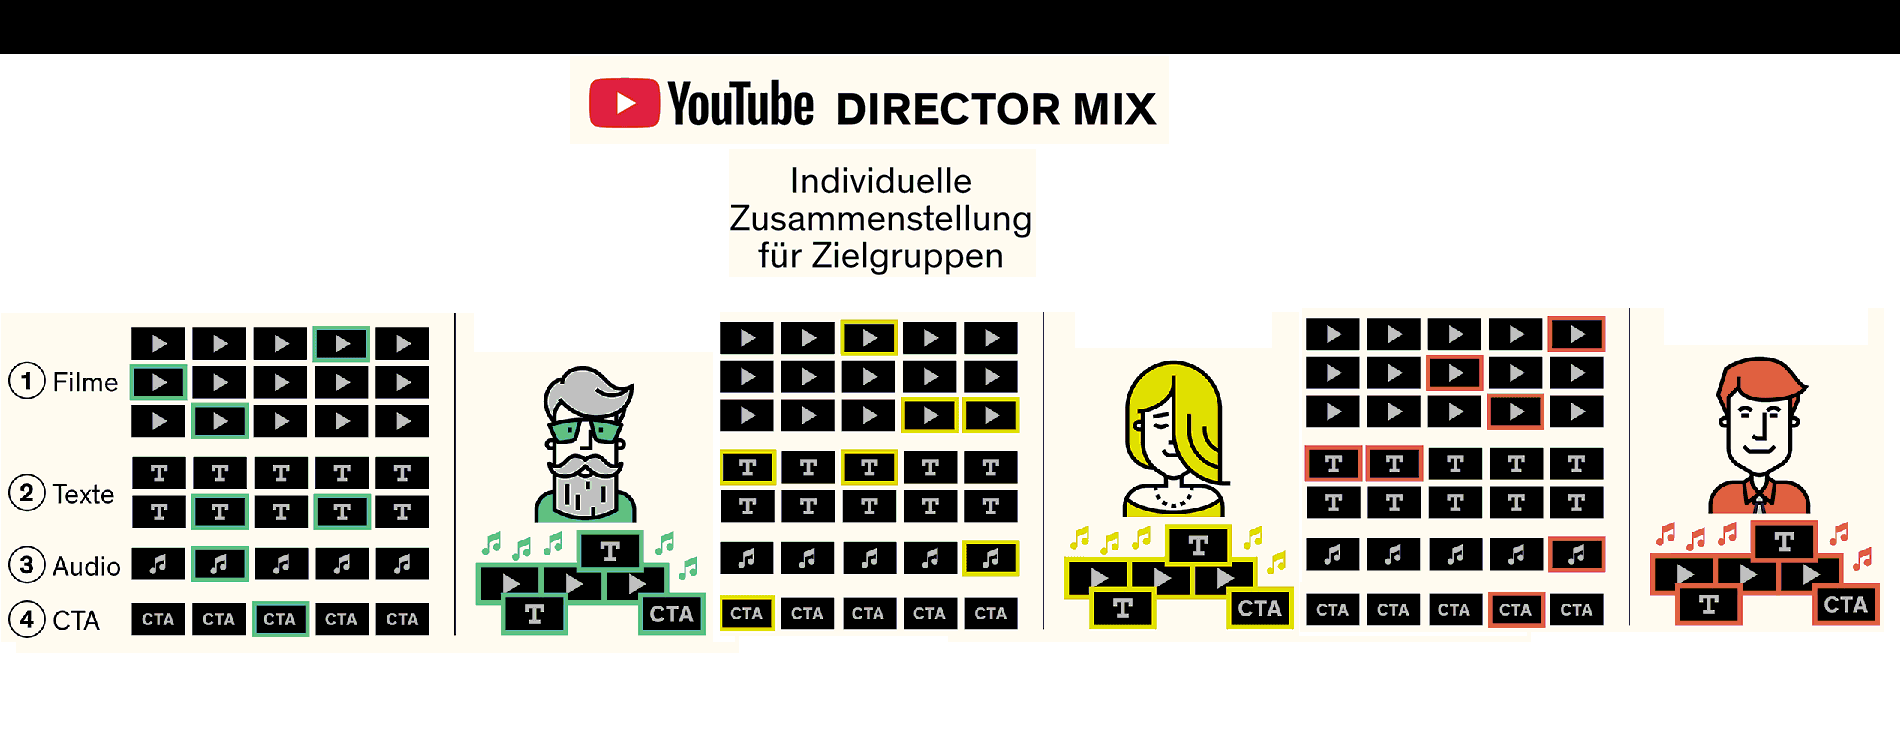 YouTube DIRECTOR MIX
Individuelle
Zusammenstellung
für Zielgruppen
1 Filme
2 Texte
3 Audio
4 CTA
T T T T T
T T T T T
CTA CTA CTA CTA CTA
T
T CTA
T T T T T
T T T T T
CTA CTA CTA CTA CTA
T
T CTA
T T T T T
T T T T T
CTA CTA CTA CTA CTA
T
T CTA